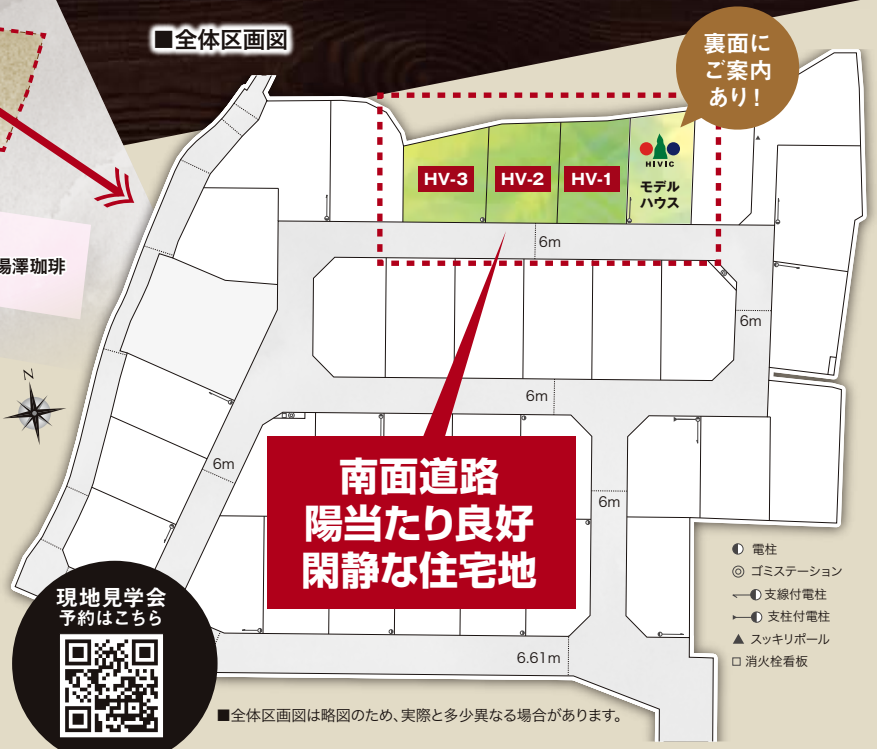 ■全体区画図
裏面に
ご案内
あり!
HV-3
HV-2
HV-1
HIVIC
モデル
ハウス
湯澤珈琲
6m
6m
N
6m
6m
6m
南面道路
陽当たり良好
閑静な住宅地
電柱
ゴミステーション
支線付電柱
支柱付電柱
スッキリポール
消火栓看板
現地見学会
予約はこちら
6.61m
■全体区画図は略図のため、実際と多少異なる場合があります。